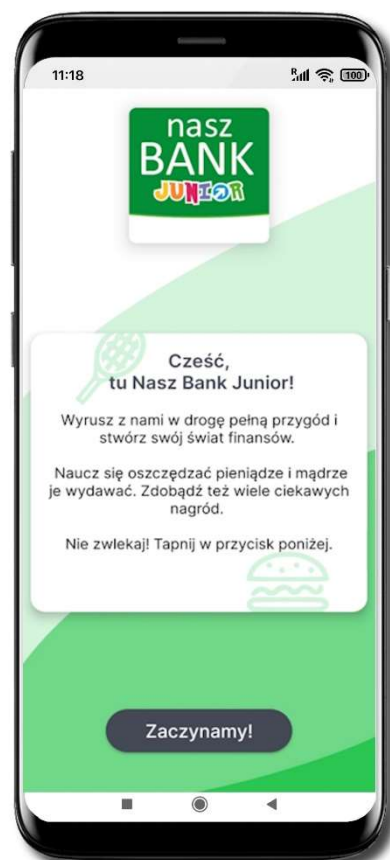 11:18
R
100
nasz
BANK
JUNIOR
Cześć,
tu Nasz Bank Junior!
Wyrusz z nami w drogę pełną przygód i
stwórz swój świat finansów.
Naucz się oszczędzać pieniądze i mądrze
je wydawać. Zdobądź też wiele ciekawych
nagród.
Nie zwlekaj! Tapnij w przycisk poniżej.
Zaczynamy!